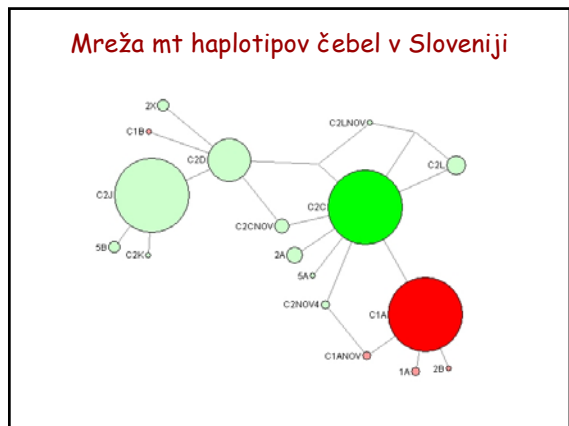 Mreža mt haplotipov čebel v Sloveniji
2X
C2LNOV
C1B
C2D
C2L
C2J
C2C
C2CNOV
5B
C2K
2A
5A
C2NOV4
C1A
C1ANOV
1A
2B